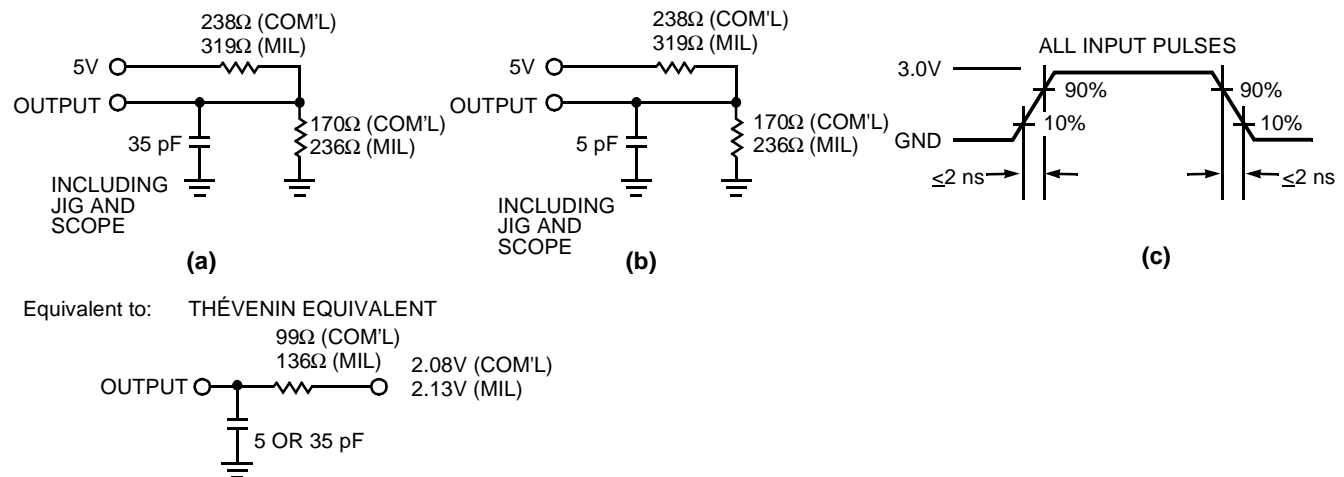 238Ω (COM'L)
319Ω (MIL)
5V
OUTPUT
35 pF
170Ω (COM'L)
236Ω (MIL)
INCLUDING
JIG AND
SCOPE
(a)
238Ω (COM'L)
319Ω (MIL)
5V
OUTPUT
5 pF
170Ω (COM'L)
236Ω (MIL)
INCLUDING
JIG AND
SCOPE
(b)
ALL INPUT PULSES
3.0V
90%
10%
GND
≤2 ns
90%
10%
≤2 ns
(c)
Equivalent to: THÉVENIN EQUIVALENT
99Ω (COM'L)
136Ω (MIL)
OUTPUT
2.08V (COM'L)
2.13V (MIL)
5 OR 35 pF